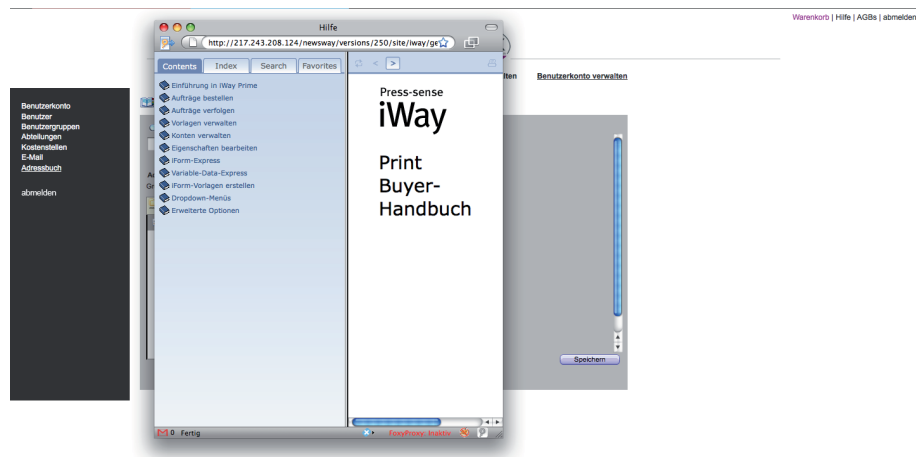 Warenkorb | Hilfe | AGBs | abmelden
Hilfe
http://217.243.208.124/newsway/versions/250/site/iway/ge
Contents
Index
Search
Favorites
< >
lten
Benutzerkonto verwalten
Einführung in iWay Prime
Aufträge bestellen
Aufträge verfolgen
Vorlagen verwalten
Konten verwalten
Eigenschaften bearbeiten
iForm-Express
Variable-Data-Express
iForm-Vorlagen erstellen
Dropdown-Menüs
Erweiterte Optionen
Press-sense
iWay
Print
Buyer-
Handbuch
Benutzerkonto
Benutzer
Benutzergruppen
Abteilungen
Kostenstellen
E-Mail
Adressbuch
abmelden
Gr
Speichern
0 Fertig
FoxyProxy: Inaktiv